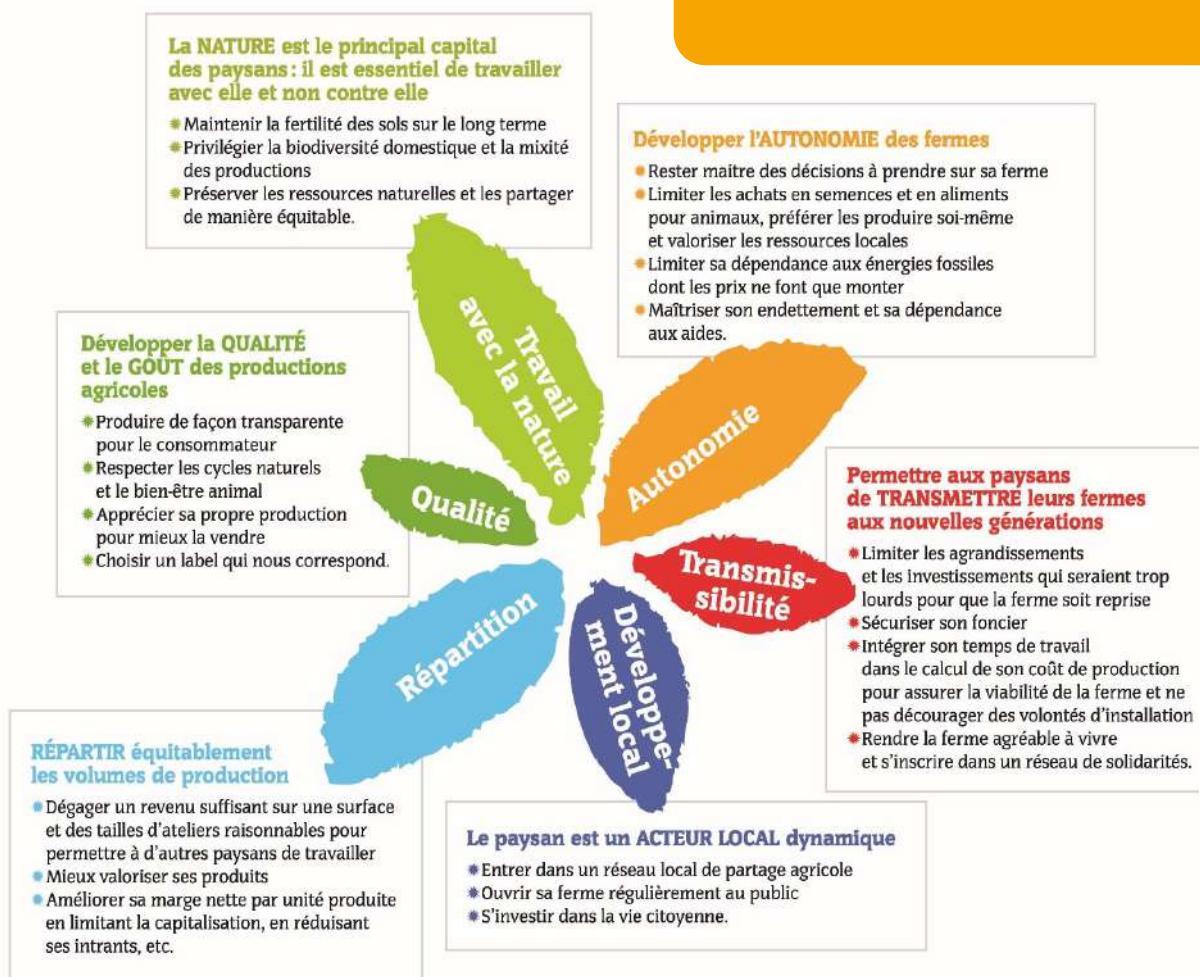 La NATURE est le principal capital
des paysans : il est essentiel de travailler
avec elle et non contre elle
Maintenir la fertilité des sols sur le long terme
Privilégier la biodiversité domestique et la mixité
des productions
Préserver les ressources naturelles et les partager
de manière équitable.
Développer l'AUTONOMIE des fermes
Rester maitre des décisions à prendre sur sa ferme
Limiter les achats en semences et en aliments
pour animaux, préférer les produire soi-même
et valoriser les ressources locales
Limiter sa dépendance aux énergies fossiles
dont les prix ne font que monter
Maîtriser son endettement et sa dépendance
aux aides.
Développer la QUALITÉ
et le GOÛT des productions
agricoles
Produire de façon transparente
pour le consommateur
Respecter les cycles naturels
et le bien-être animal
Apprécier sa propre production
pour mieux la vendre
Choisir un label qui nous correspond.
Travail
avec la nature
Autonomie
Qualité
Transmis-
sibilité
Répartition
Développe-
ment local
Permettre aux paysans
de TRANSMETTRE leurs fermes
aux nouvelles générations
Limiter les agrandissements
et les investissements qui seraient trop
lourds pour que la ferme soit reprise
Sécuriser son foncier
Intégrer son temps de travail
dans le calcul de son coût de production
pour assurer la viabilité de la ferme et ne
pas décourager des volontés d'installation
Rendre la ferme agréable à vivre
et s'inscrire dans un réseau de solidarités.
RÉPARTIR équitablement
les volumes de production
Dégager un revenu suffisant sur une surface
et des tailles d'ateliers raisonnables pour
permettre à d'autres paysans de travailler
Mieux valoriser ses produits
Améliorer sa marge nette par unité produite
en limitant la capitalisation, en réduisant
ses intrants, etc.
Le paysan est un ACTEUR LOCAL dynamique
Entrer dans un réseau local de partage agricole
Ouvrir sa ferme régulièrement au public
S'investir dans la vie citoyenne.